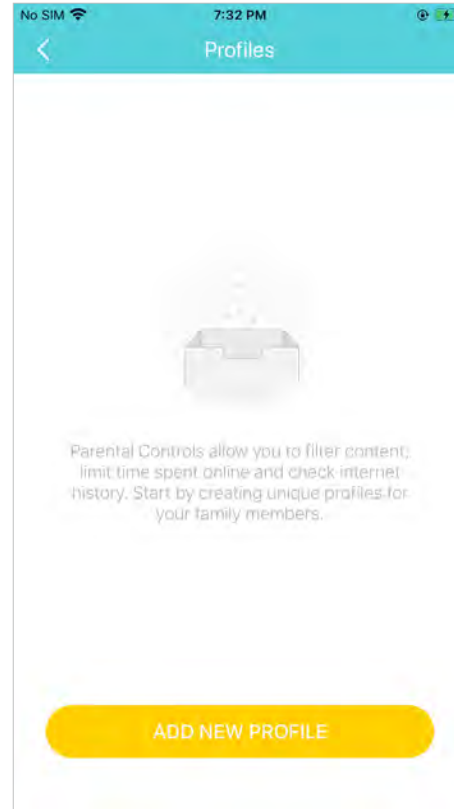 No SIM 7:32 PM
Profiles
Parental Controls allow you to filter content,
limit time spent online and check internet
history. Start by creating unique profiles for
your family members.
ADD NEW PROFILE